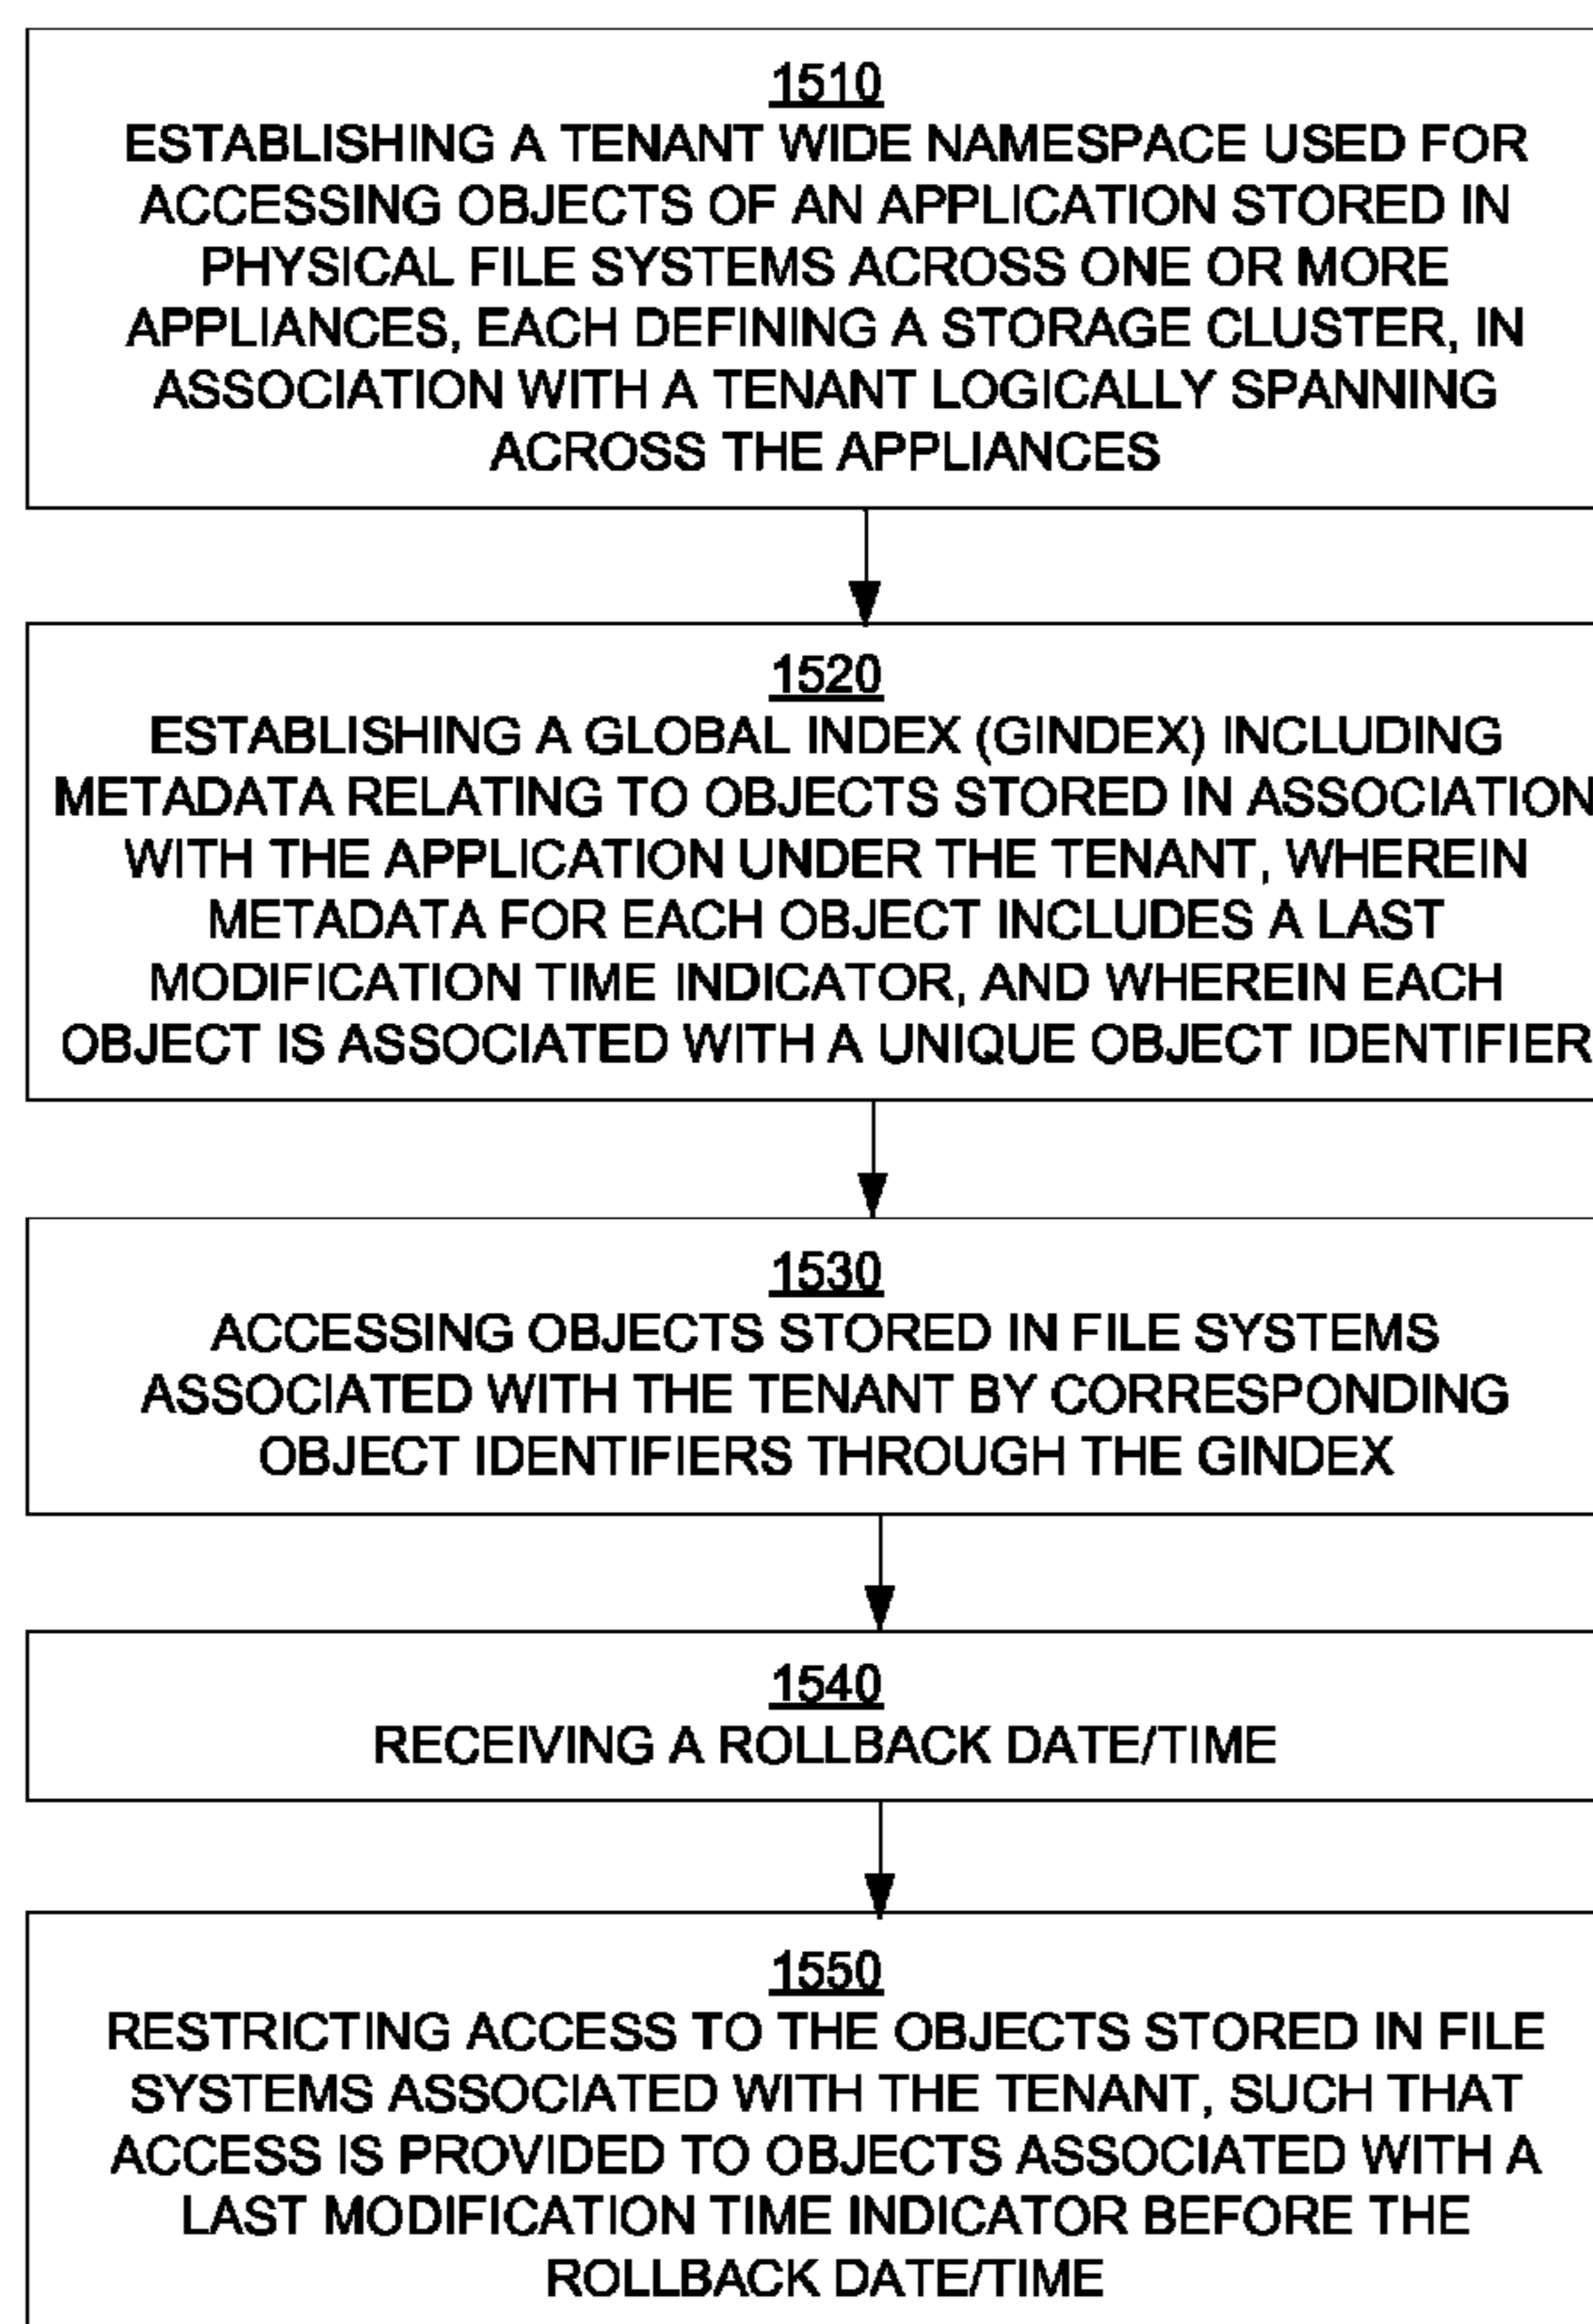 1510
ESTABLISHING A TENANT WIDE NAMESPACE USED FOR
ACCESSING OBJECTS OF AN APPLICATION STORED IN
PHYSICAL FILE SYSTEMS ACROSS ONE OR MORE
APPLIANCES, EACH DEFINING A STORAGE CLUSTER, IN
ASSOCIATION WITH A TENANT LOGICALLY SPANNING
ACROSS THE APPLIANCES
1520
ESTABLISHING A GLOBAL INDEX (GINDEX) INCLUDING
METADATA RELATING TO OBJECTS STORED IN ASSOCIATION
WITH THE APPLICATION UNDER THE TENANT, WHEREIN
METADATA FOR EACH OBJECT INCLUDES A LAST
MODIFICATION TIME INDICATOR, AND WHEREIN EACH
OBJECT IS ASSOCIATED WITH A UNIQUE OBJECT IDENTIFIER
1530
ACCESSING OBJECTS STORED IN FILE SYSTEMS
ASSOCIATED WITH THE TENANT BY CORRESPONDING
OBJECT IDENTIFIERS THROUGH THE GINDEX
1540
RECEIVING A ROLLBACK DATE/TIME
1550
RESTRICTING ACCESS TO THE OBJECTS STORED IN FILE
SYSTEMS ASSOCIATED WITH THE TENANT, SUCH THAT
ACCESS IS PROVIDED TO OBJECTS ASSOCIATED WITH A
LAST MODIFICATION TIME INDICATOR BEFORE THE
ROLLBACK DATE/TIME